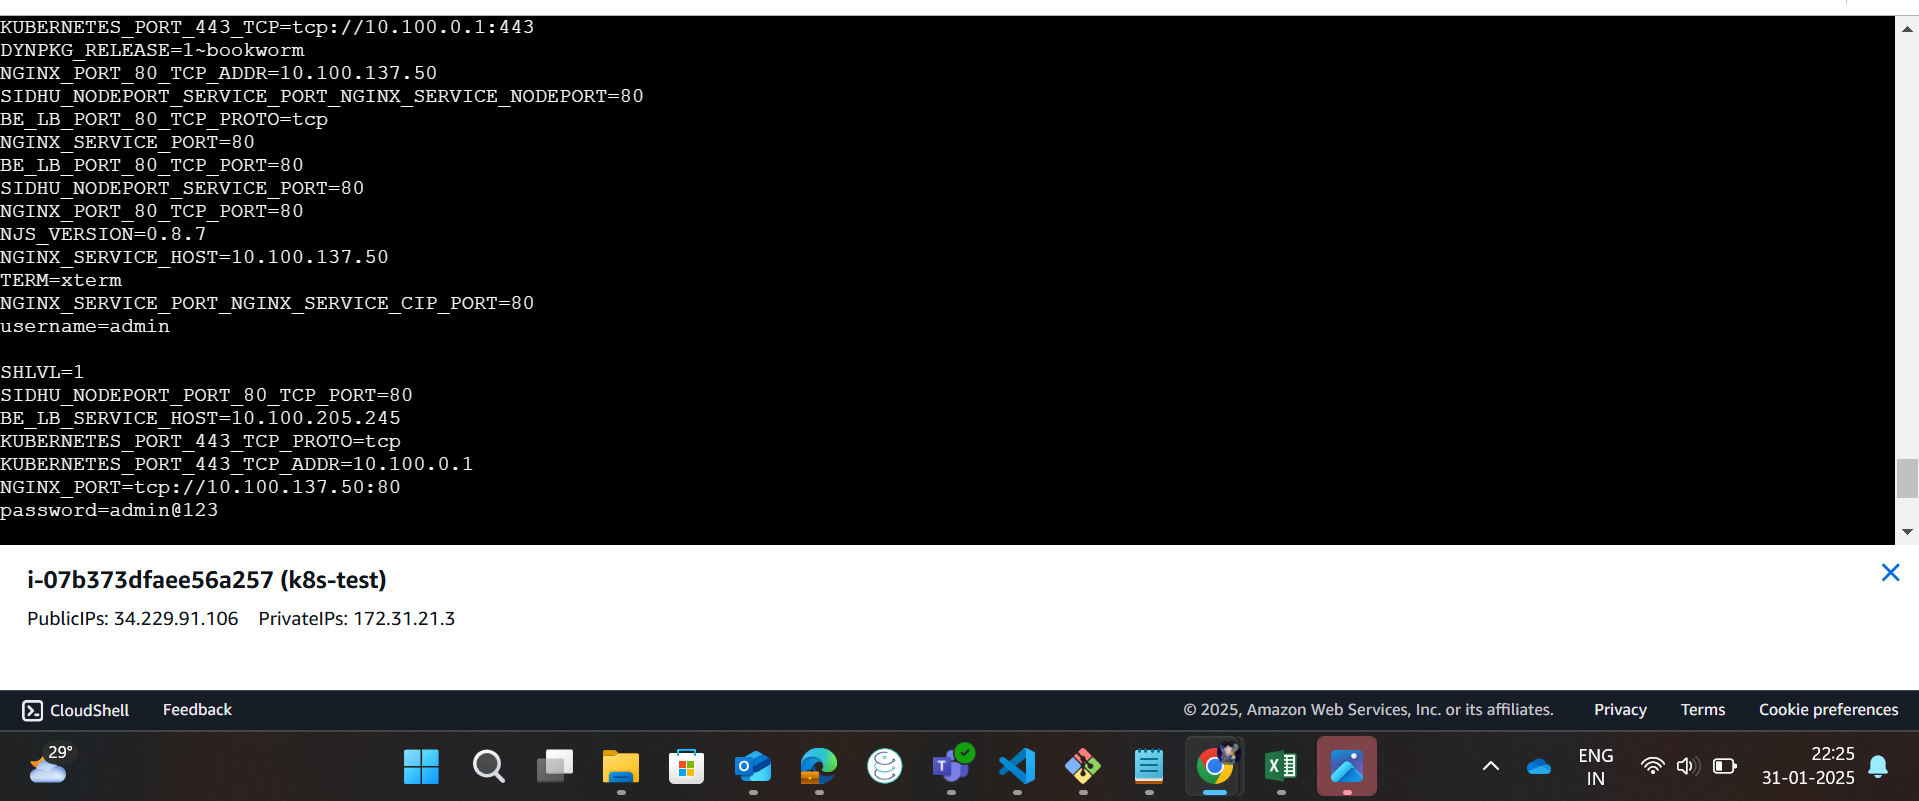 KUBERNETES_PORT_443_TCP=tcp://10.100.0.1:443
DYNPKG_RELEASE=1~bookworm
NGINX_PORT_80_TCP_ADDR=10.100.137.50
SIDHU_NODEPORT_SERVICE_PORT_NGINX_SERVICE_NODEPORT=80
BE_LB_PORT_80_TCP_PROTO=tcp
NGINX_SERVICE_PORT=80
BE_LB_PORT_80_TCP_PORT=80
SIDHU_NODEPORT_SERVICE_PORT=80
NGINX_PORT_80_TCP_PORT=80
NJS_VERSION=0.8.7
NGINX_SERVICE_HOST=10.100.137.50
TERM=xterm
NGINX_SERVICE_PORT_NGINX_SERVICE_CIP_PORT=80
username=admin
SHLVL=1
SIDHU_NODEPORT_PORT_80_TCP_PORT=80
BE_LB_SERVICE_HOST=10.100.205.245
KUBERNETES_PORT_443_TCP_PROTO=tcp
KUBERNETES_PORT_443_TCP_ADDR=10.100.0.1
NGINX_PORT=tcp://10.100.137.50:80
password=admin@123
i-07b373dfaee56a257 (k8s-test)
PublicIPs: 34.229.91.106 PrivateIPs: 172.31.21.3
CloudShell Feedback © 2025, Amazon Web Services, Inc. or its affiliates. Privacy Terms Cookie preferences
29°
ENG
IN
22:25
31-01-2025